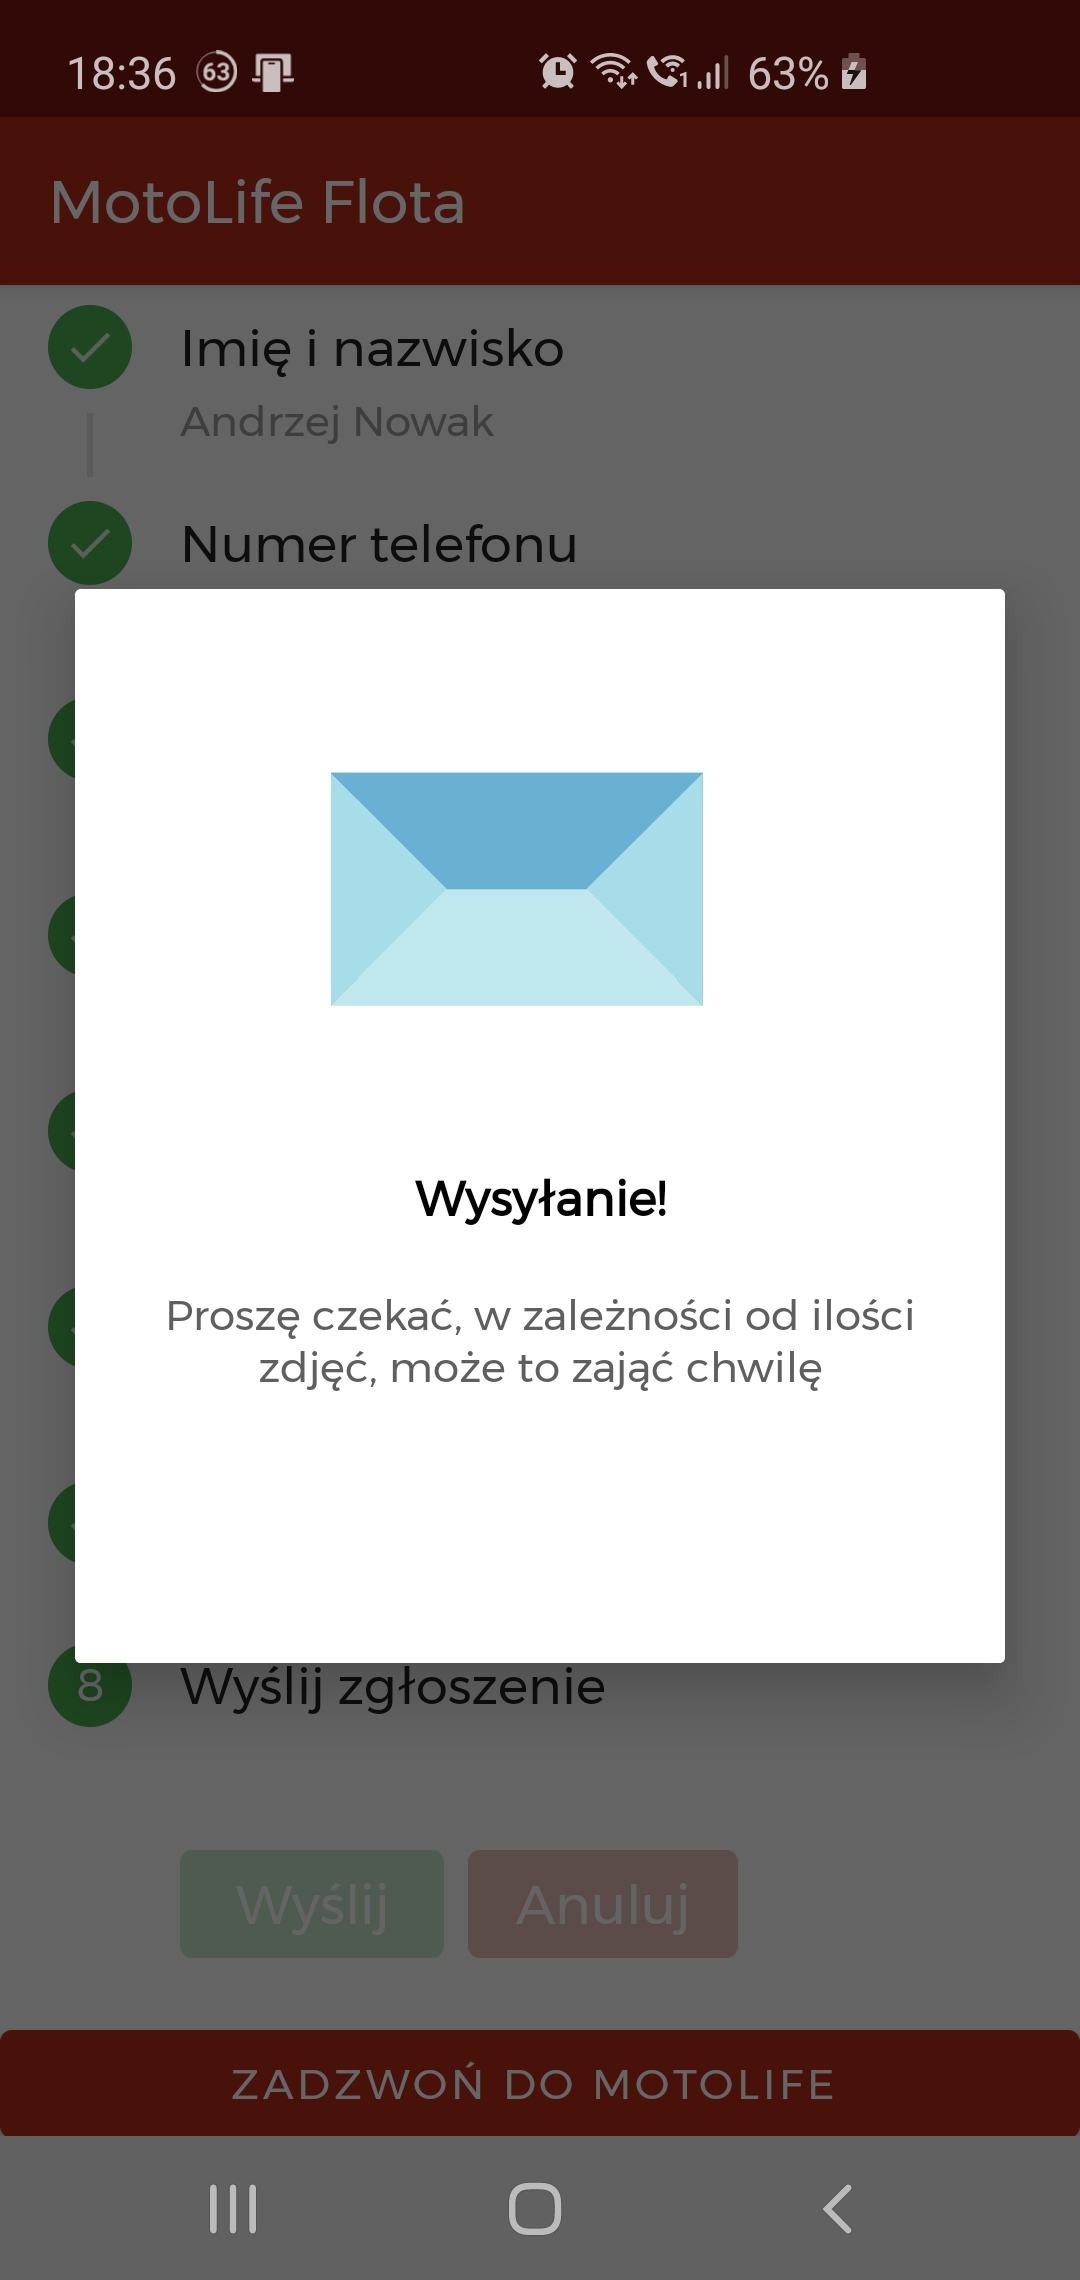 18:36 63 1 63%
MotoLife Flota
Imię i nazwisko
Andrzej Nowak
Numer telefonu
Wysyłanie!
Proszę czekać, w zależności od ilości
zdjęć, może to zająć chwilę
8 Wyślij zgłoszenie
Wyślij Anuluj
ZADZWOŃ DO MOTOLIFE